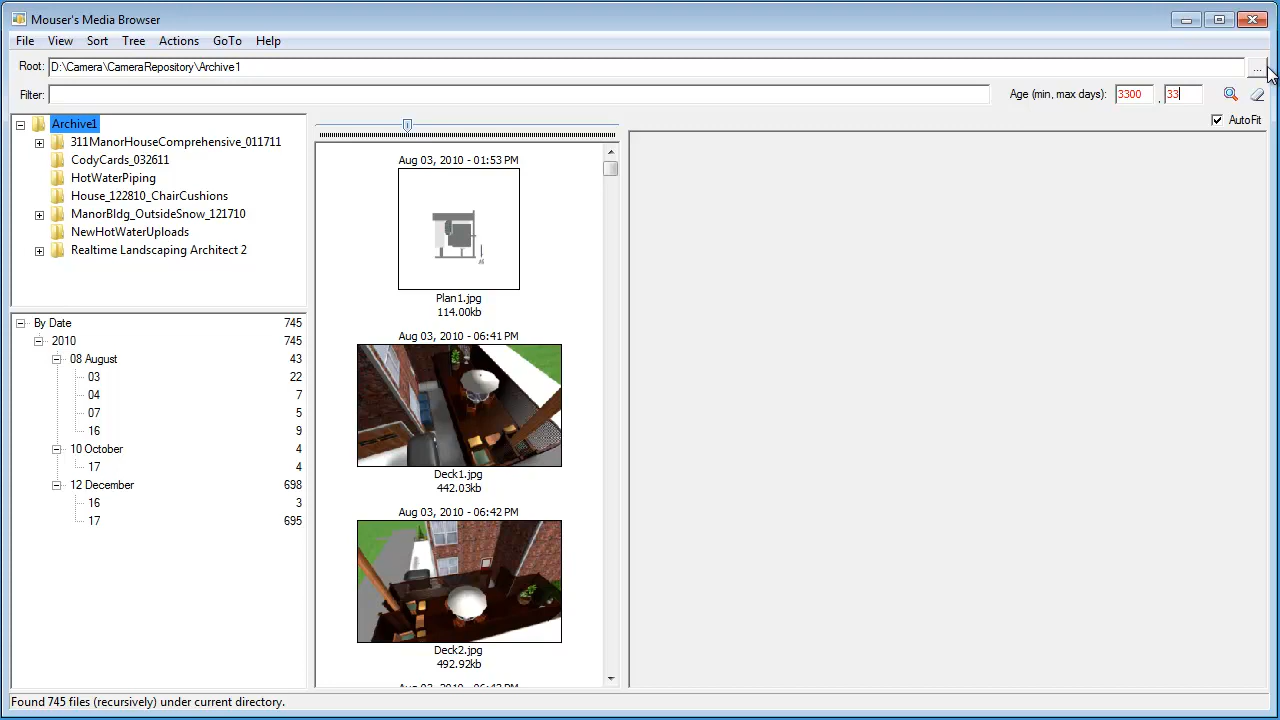 Mouser's Media Browser
File View Sort Tree Actions GoTo Help
Root: D:\Camera\CameraRepository\Archive1 ...
Filter: Age (min, max days): 3300 , 33
AutoFit
Archive1
311ManorHouseComprehensive_011711
CodyCards_032611
HotWaterPiping
House_122810_ChairCushions
ManorBldg_OutsideSnow_121710
NewHotWaterUploads
Realtime Landscaping Architect 2
By Date 745
2010 745
08 August 43
03 22
04 7
07 5
16 9
10 October 4
17 4
12 December 698
16 3
17 695
Aug 03, 2010 - 01:53 PM
Plan1.jpg
114.00kb
Aug 03, 2010 - 06:41 PM
Deck1.jpg
442.03kb
Aug 03, 2010 - 06:42 PM
Deck2.jpg
492.92kb
Found 745 files (recursively) under current directory.